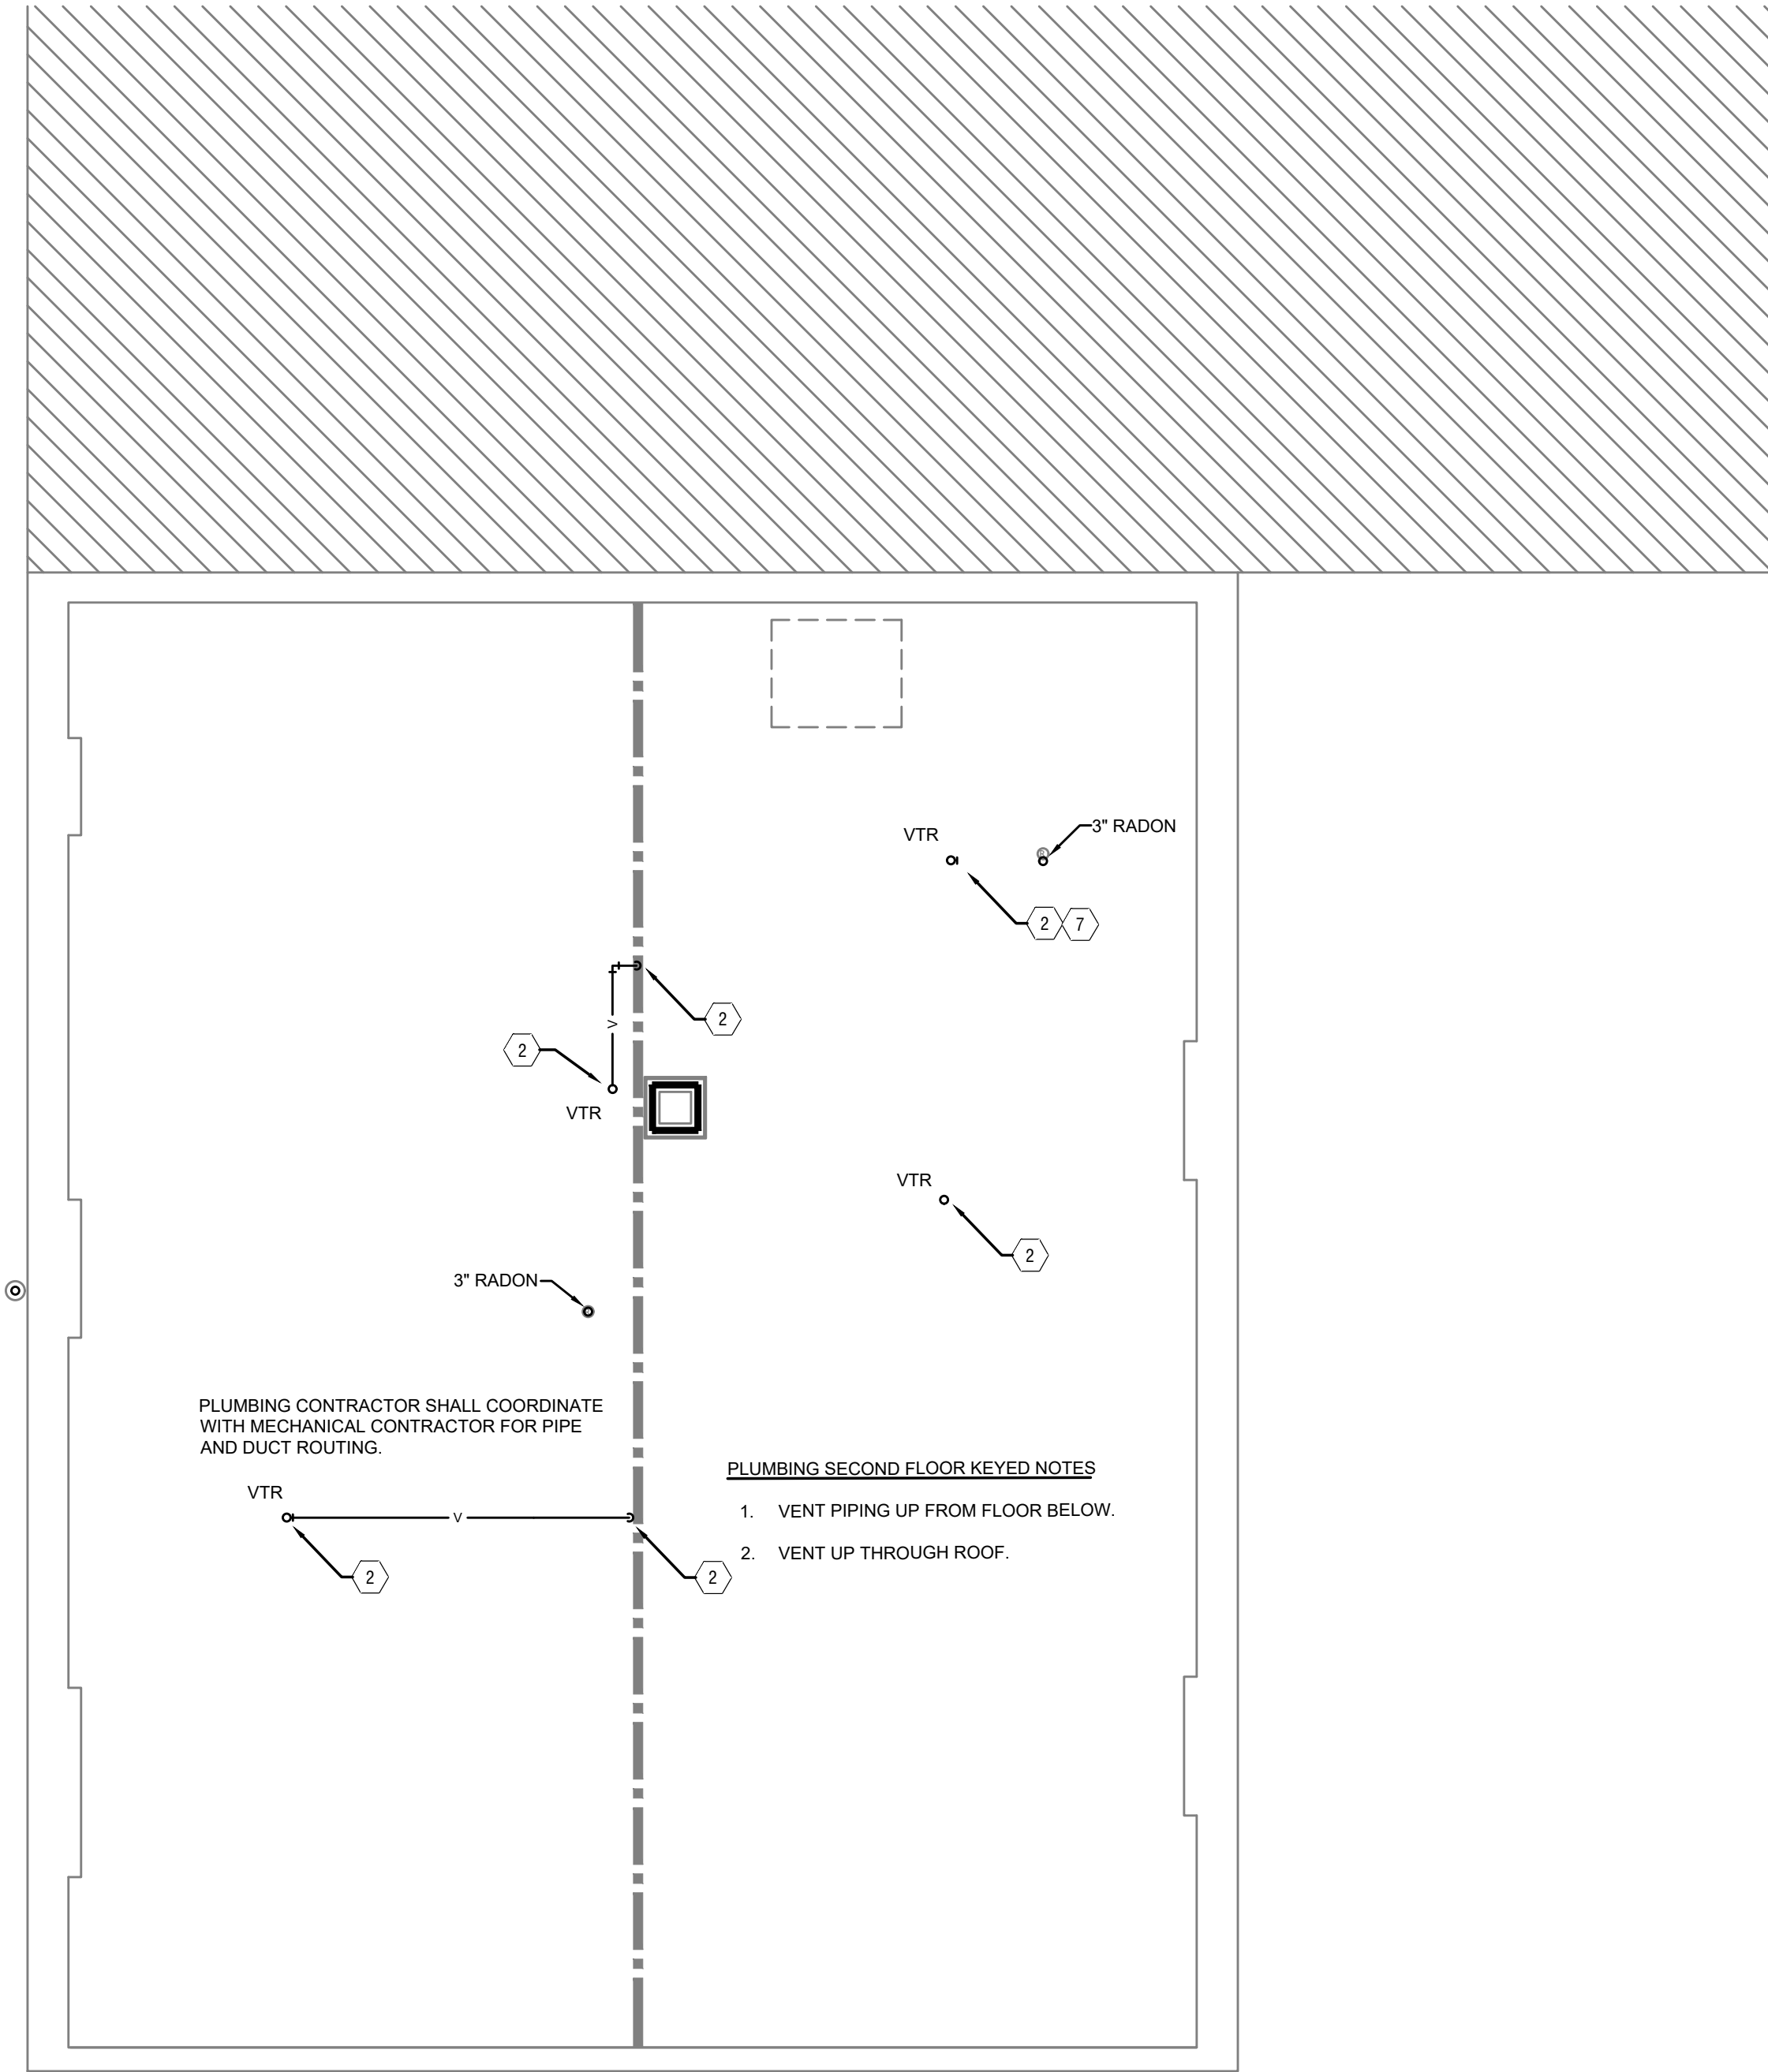 VTR
3" RADON
2
7
2
2
VTR
VTR
2
3" RADON
PLUMBING CONTRACTOR SHALL COORDINATE
WITH MECHANICAL CONTRACTOR FOR PIPE
AND DUCT ROUTING.
VTR
V
V
2
2
PLUMBING SECOND FLOOR KEYED NOTES
1. VENT PIPING UP FROM FLOOR BELOW.
2. VENT UP THROUGH ROOF.